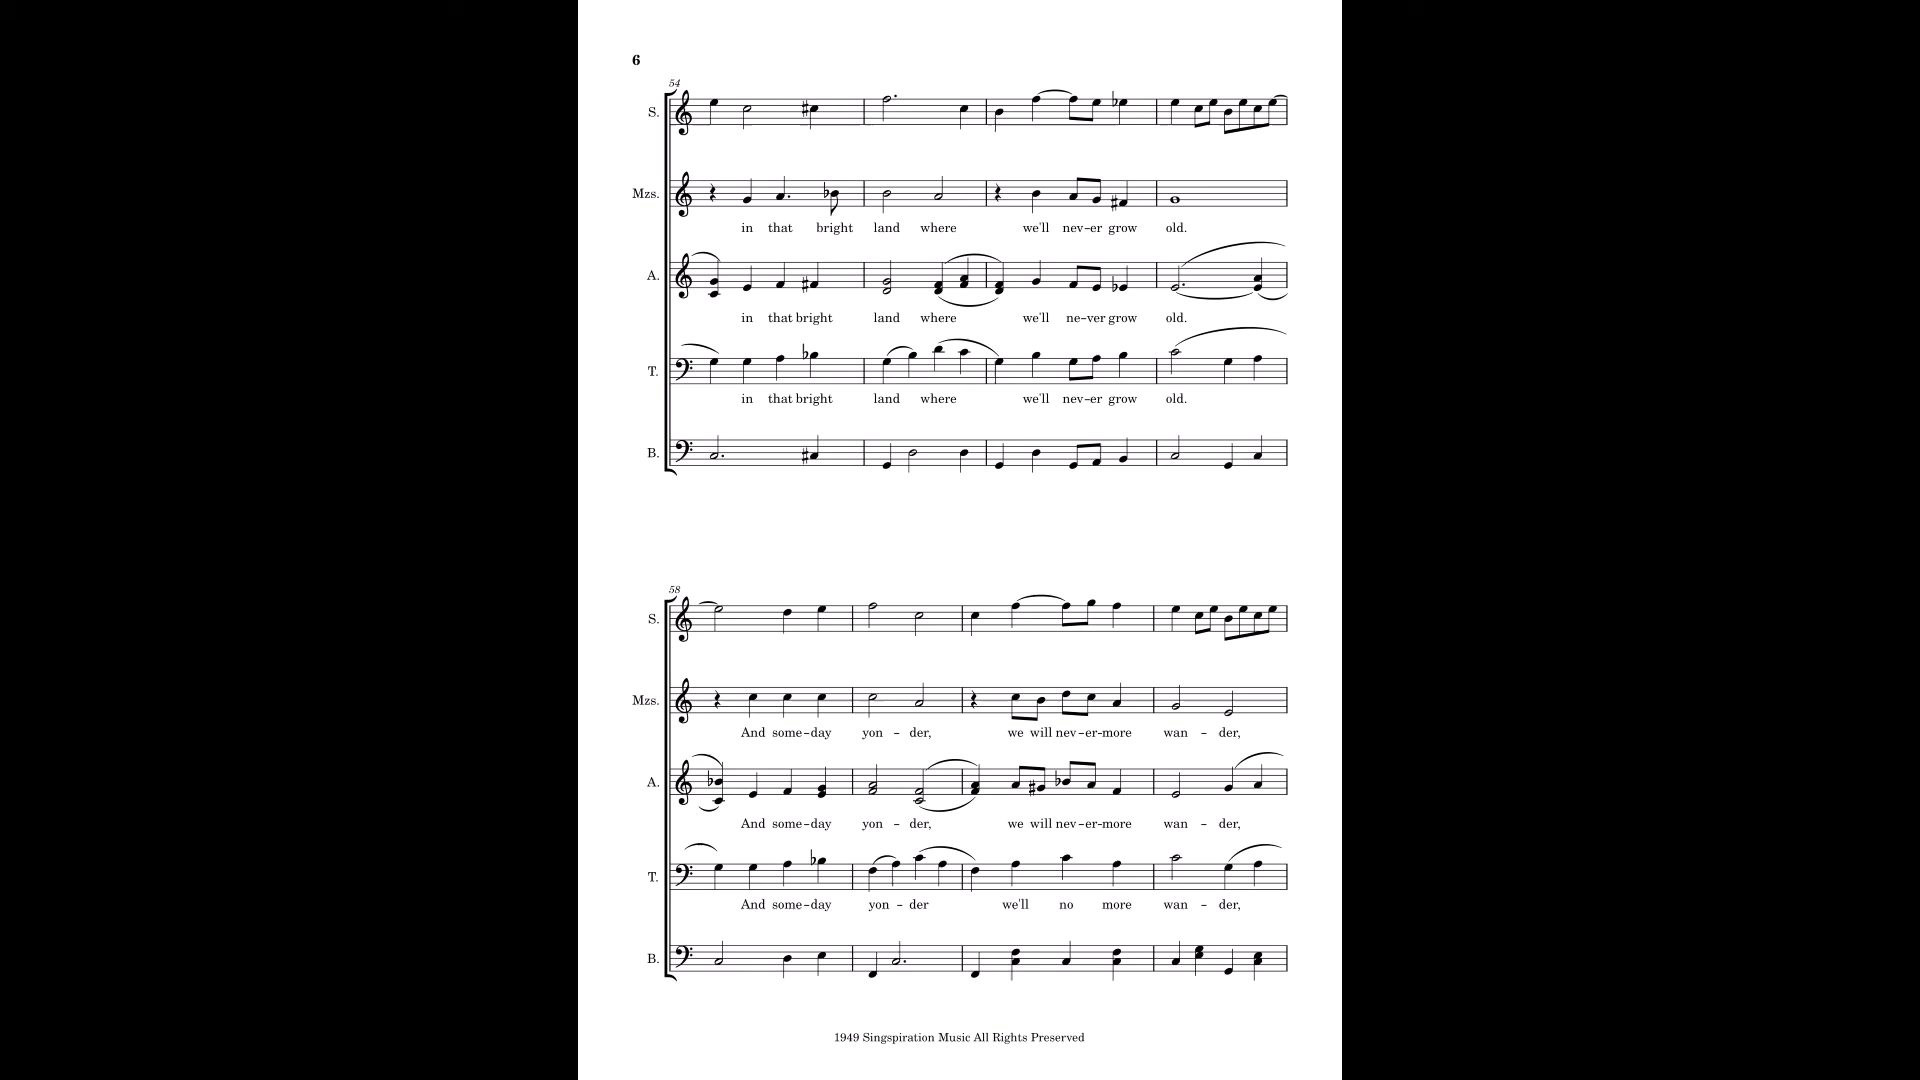 6
54
S.
Mzs.
in that bright land where we'll nev-er grow old.
A.
in that bright land where we'll ne-ver grow old.
T.
in that bright land where we'll nev-er grow old.
B.
58
S.
Mzs.
And some-day yon - der, we will nev-er-more wan - der,
A.
And some-day yon - der, we will nev-er-more wan - der,
T.
And some-day yon - der we'll no more wan - der,
B.
1949 Singspiration Music All Rights Preserved